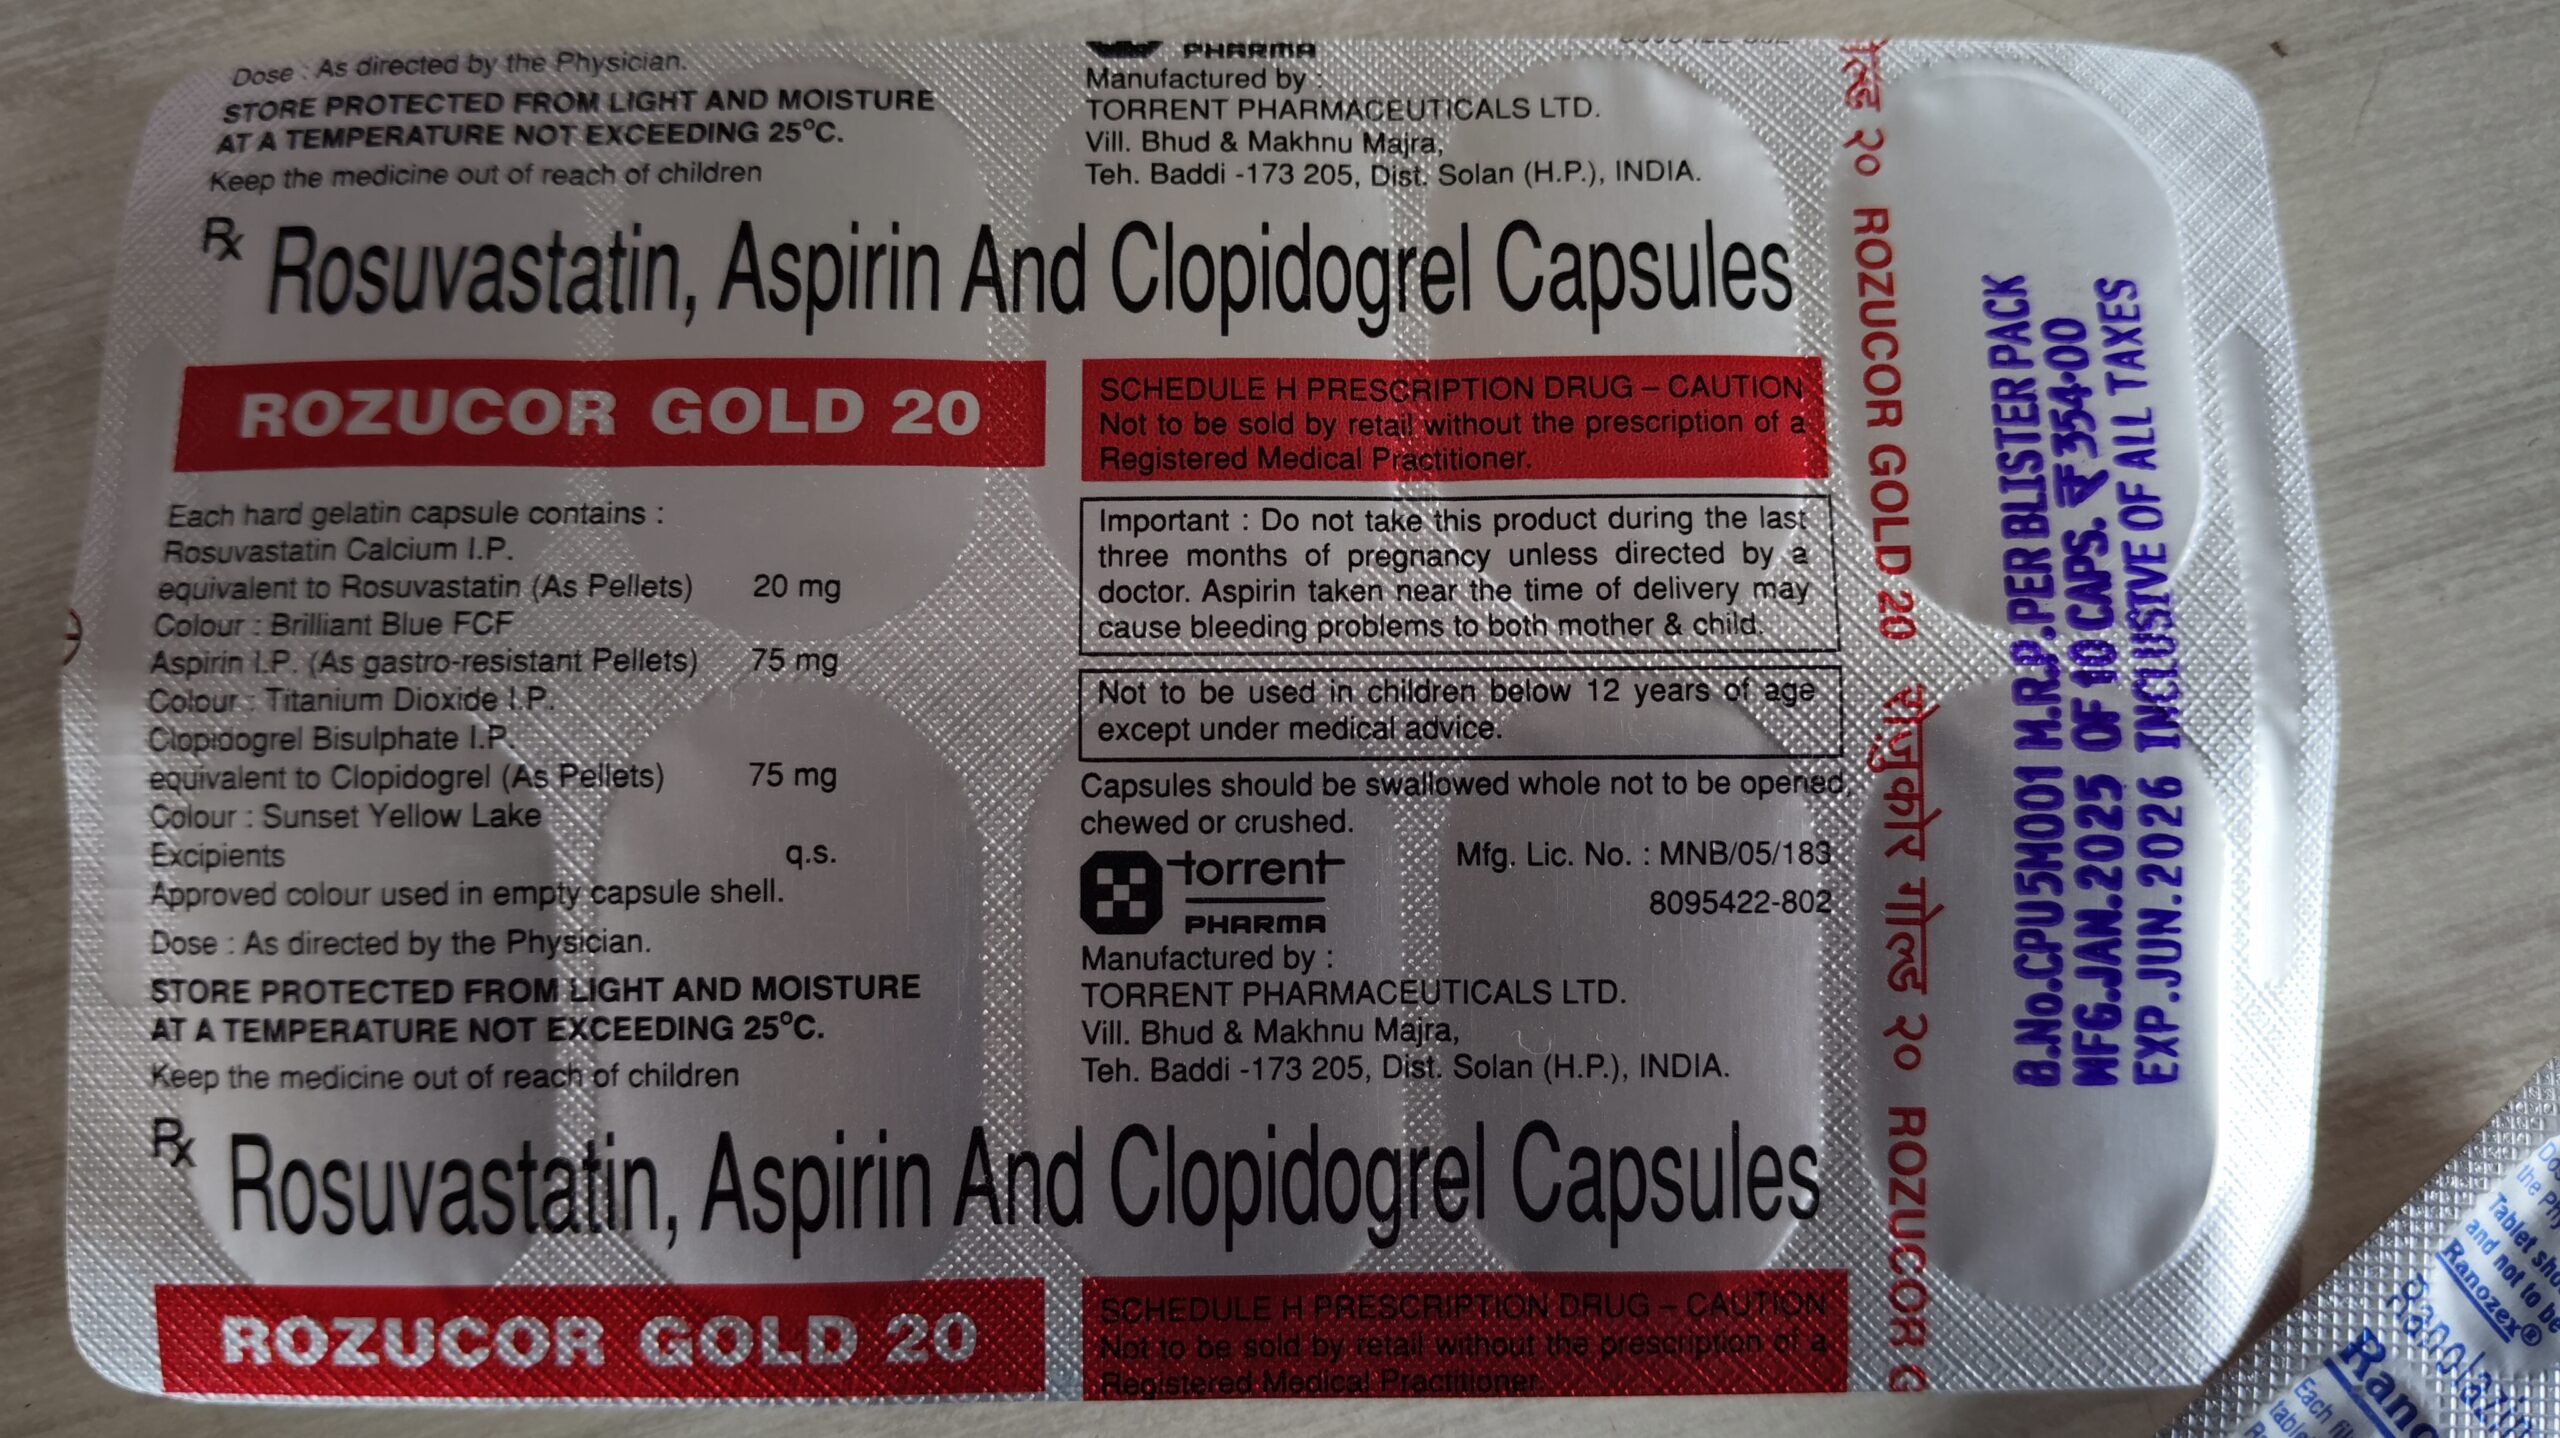 Dose : As directed by the Physician.
STORE PROTECTED FROM LIGHT AND MOISTURE
AT A TEMPERATURE NOT EXCEEDING 25°C.
Keep the medicine out of reach of children
PHARMA
Manufactured by :
TORRENT PHARMACEUTICALS LTD.
Vill. Bhud & Makhnu Majra,
Teh. Baddi -173 205, Dist. Solan (H.P.), INDIA.
Rx Rosuvastatin, Aspirin And Clopidogrel Capsules
ROZUCOR GOLD 20
SCHEDULE H PRESCRIPTION DRUG – CAUTION
Not to be sold by retail without the prescription of a
Registered Medical Practitioner.
Each hard gelatin capsule contains :
Rosuvastatin Calcium I.P.
equivalent to Rosuvastatin (As Pellets) 20 mg
Colour : Brilliant Blue FCF
Aspirin I.P. (As gastro-resistant Pellets) 75 mg
Colour : Titanium Dioxide I.P.
Clopidogrel Bisulphate I.P.
equivalent to Clopidogrel (As Pellets) 75 mg
Colour : Sunset Yellow Lake
Excipients q.s.
Approved colour used in empty capsule shell.
Dose : As directed by the Physician.
STORE PROTECTED FROM LIGHT AND MOISTURE
AT A TEMPERATURE NOT EXCEEDING 25°C.
Keep the medicine out of reach of children
Important : Do not take this product during the last
three months of pregnancy unless directed by a
doctor. Aspirin taken near the time of delivery may
cause bleeding problems to both mother & child.
Not to be used in children below 12 years of age
except under medical advice.
Capsules should be swallowed whole not to be opened,
chewed or crushed.
torrent
PHARMA
Mfg. Lic. No. : MNB/05/183
8095422-802
Manufactured by :
TORRENT PHARMACEUTICALS LTD.
Vill. Bhud & Makhnu Majra,
Teh. Baddi -173 205, Dist. Solan (H.P.), INDIA.
Rx Rosuvastatin, Aspirin And Clopidogrel Capsules
ROZUCOR GOLD 20
SCHEDULE H PRESCRIPTION DRUG – CAUTION
Not to be sold by retail without the prescription of a
Registered Medical Practitioner
२० ROZUCOR GOLD 20 रोजुकोर गोल्ड २० ROZUCOR G
B.No.CPU5M001 M.R.P.PER BLISTER PACK
MFG.JAN.2025 OF 10 CAPS. ₹ 354.00
EXP.JUN.2026 INCLUSIVE OF ALL TAXES
the
Tablet
and not to be
Ranozex®
Each